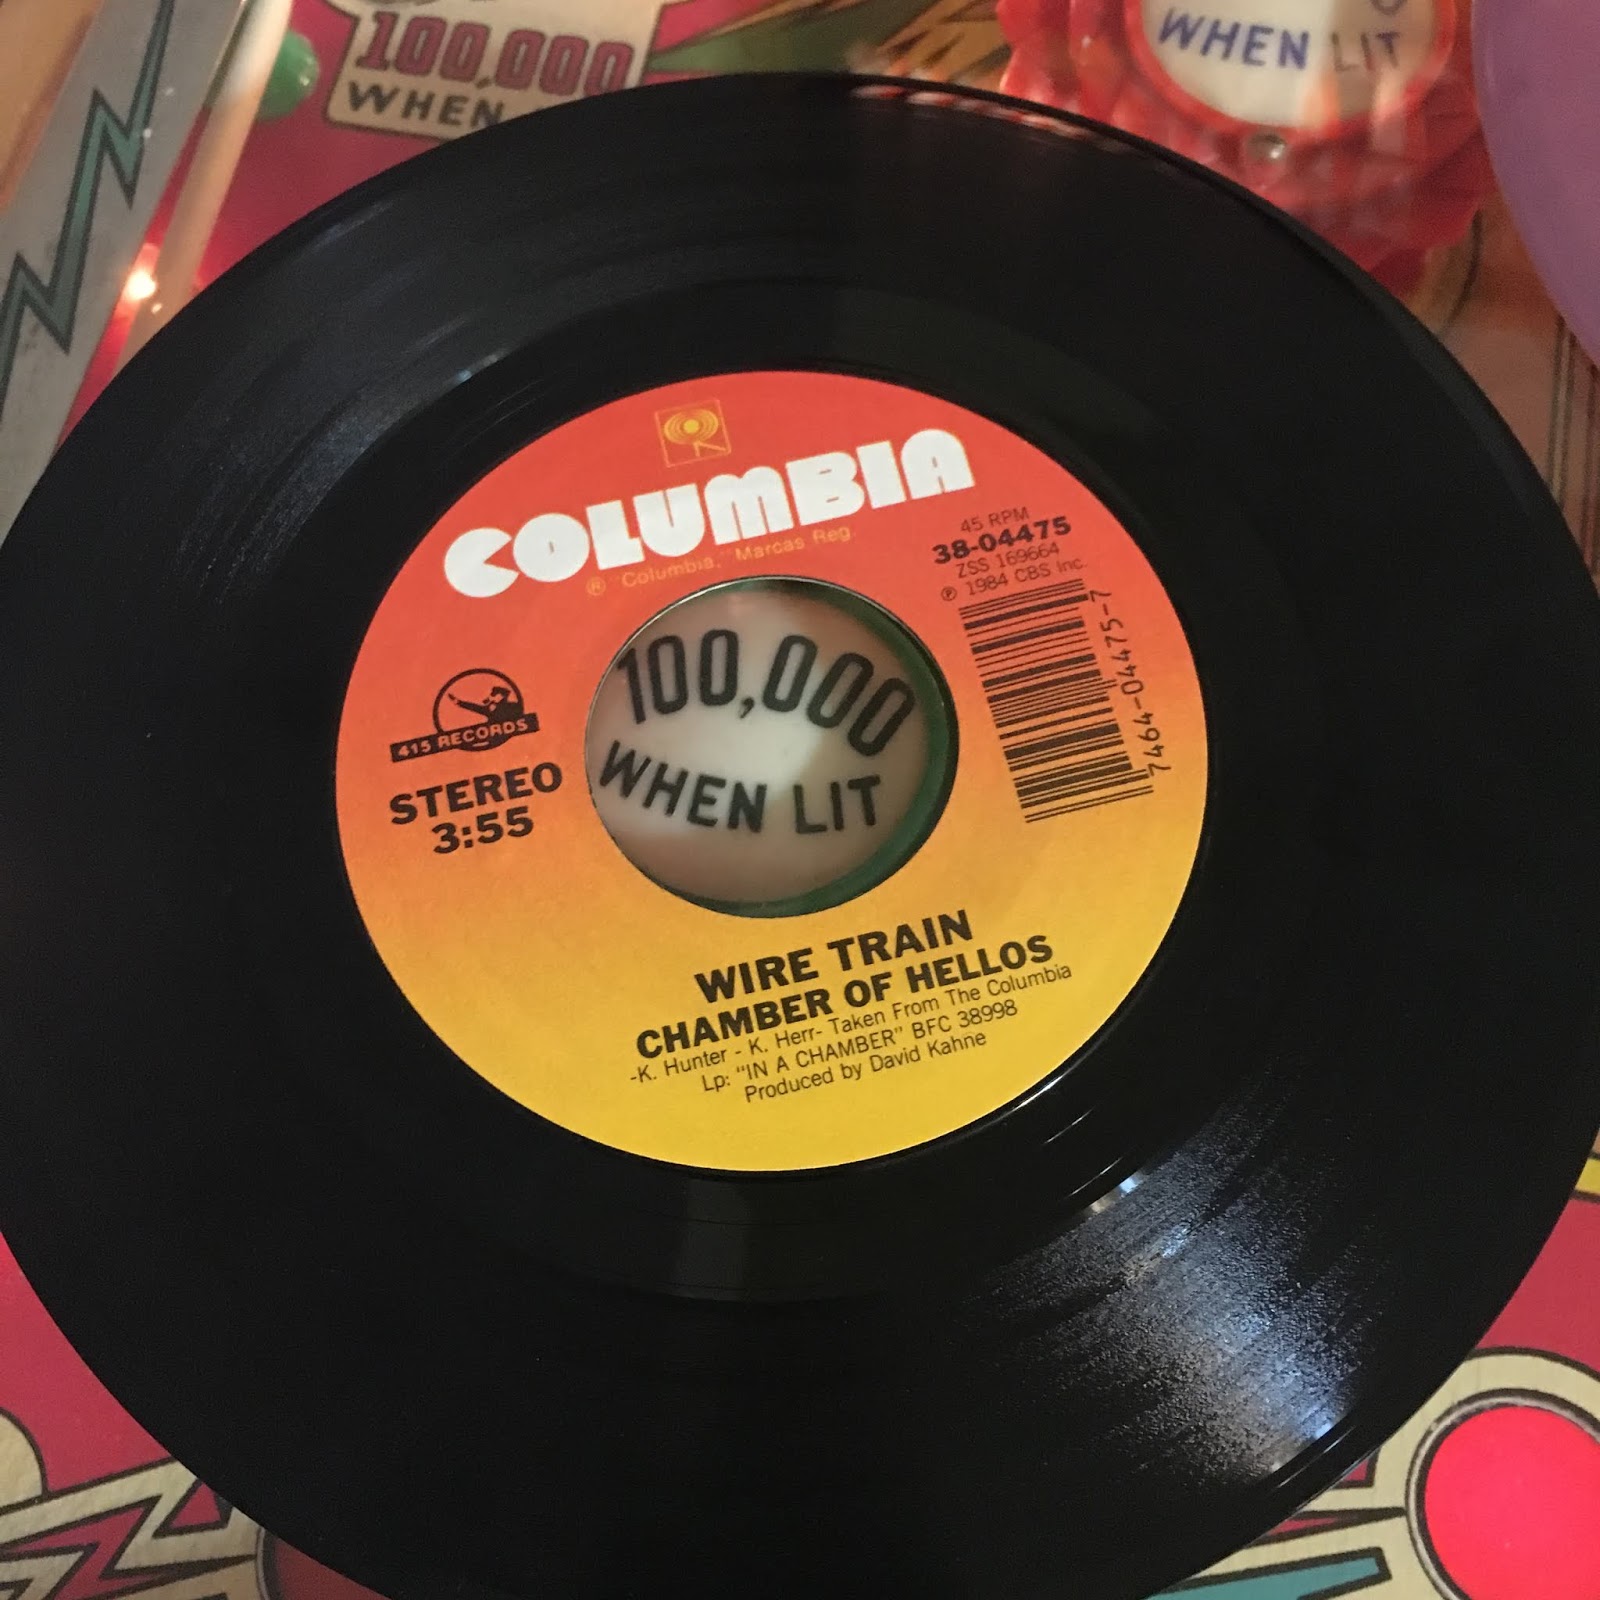 100,000
WHEN
WHEN LIT
COLUMBIA
® "Columbia," Marcas Reg.
45 RPM
38-04475
ZSS 169664
℗ 1984 CBS Inc.
7464-04475-7
415 RECORDS
STEREO
3:55
100,000
WHEN LIT
WIRE TRAIN
CHAMBER OF HELLOS
-K. Hunter - K. Herr- Taken From The Columbia
Lp: "IN A CHAMBER" BFC 38998
Produced by David Kahne